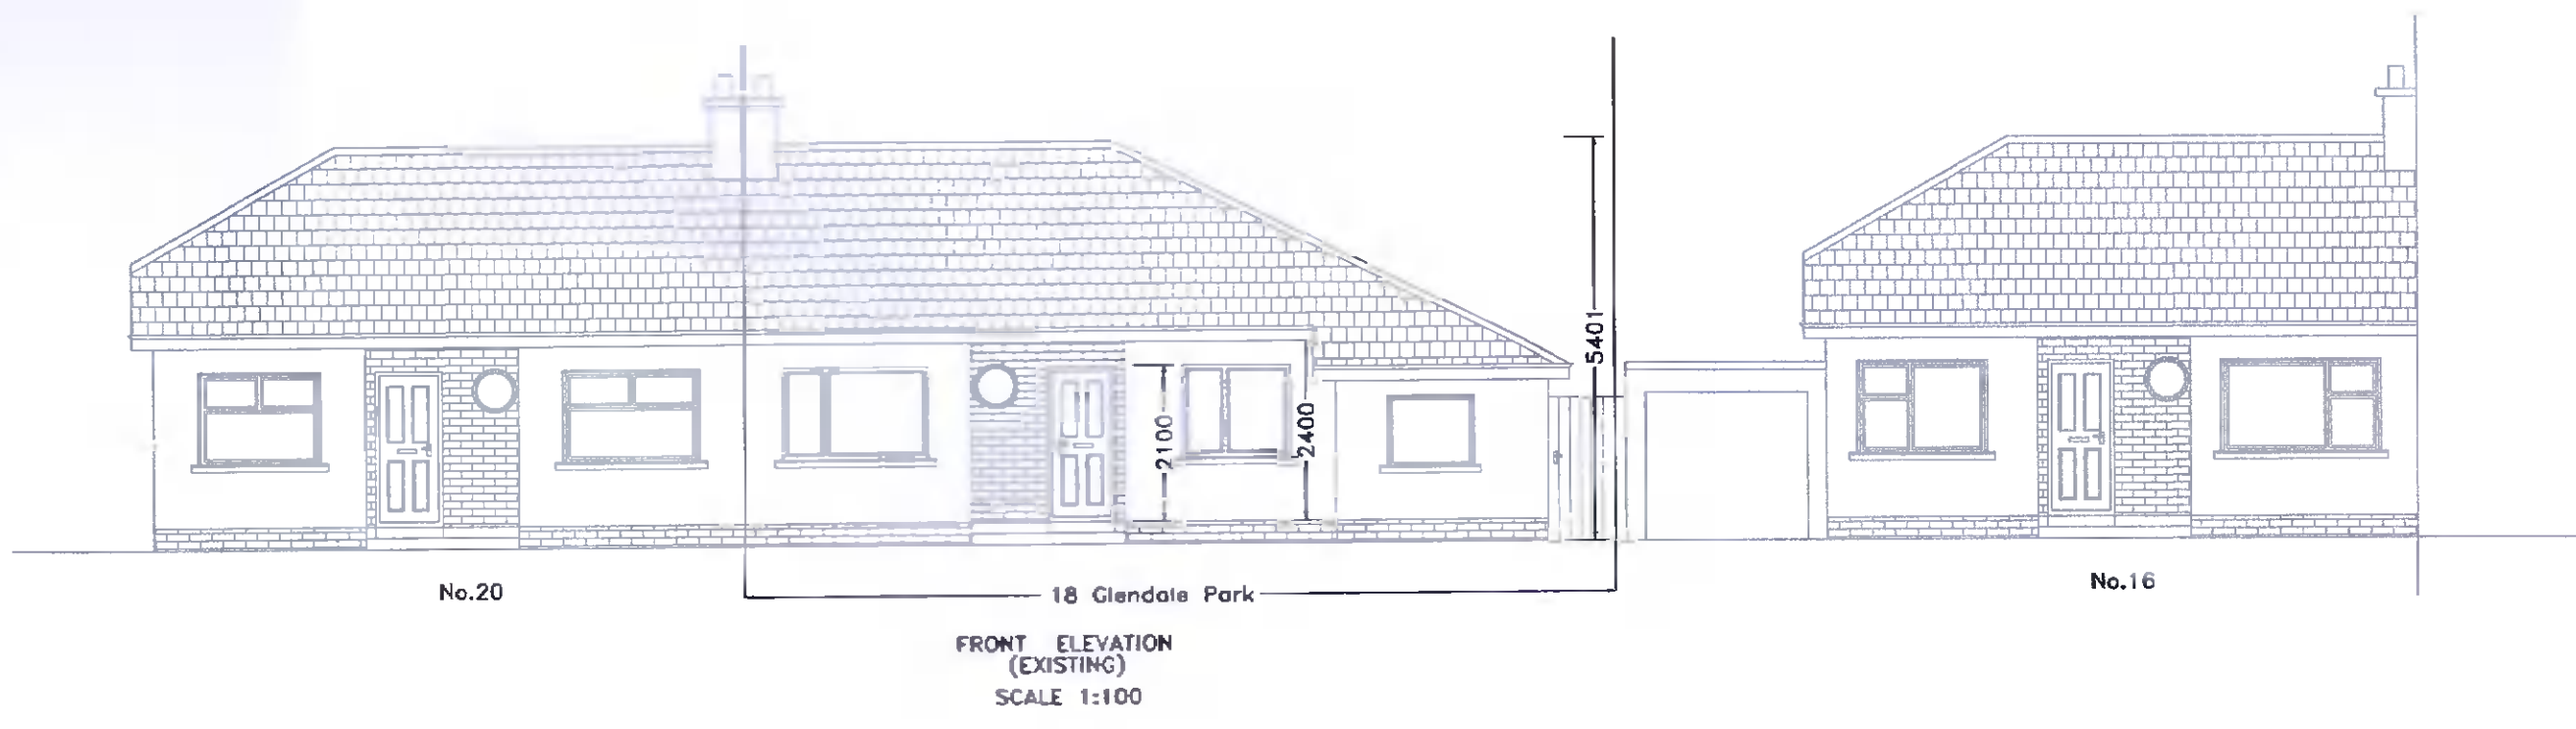 5401
2100
2400
No.20
18 Glendale Park
No.16
FRONT ELEVATION
(EXISTING)
SCALE 1:100